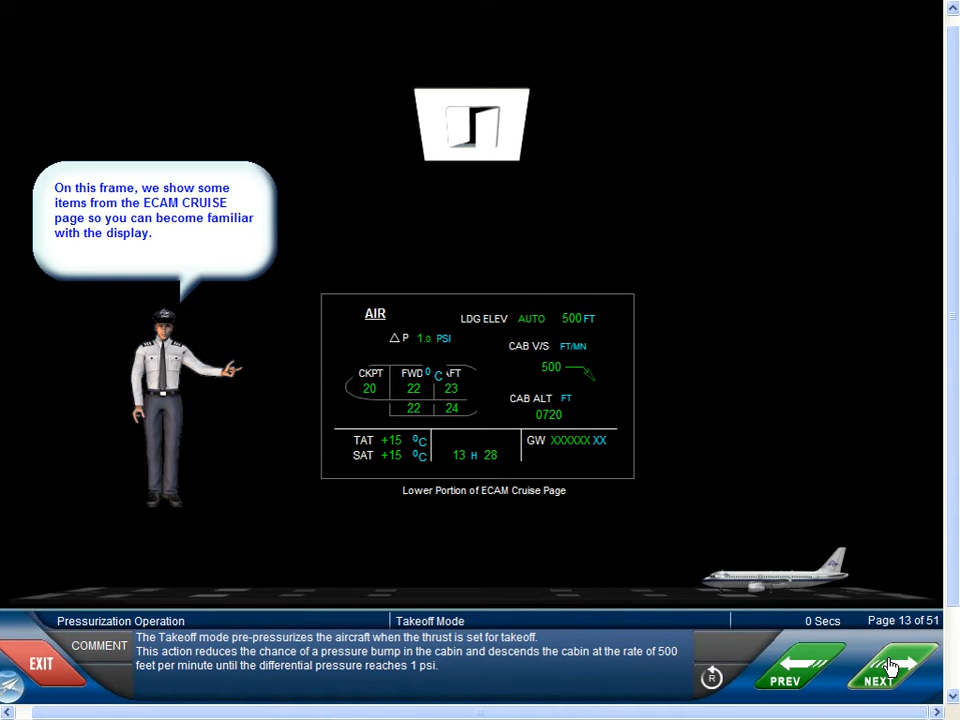 On this frame, we show some
items from the ECAM CRUISE
page so you can become familiar
with the display.
AIR
LDG ELEV AUTO 500 FT
△ P 1.0 PSI
CAB V/S FT/MN
500
CKPT FWD 0 C AFT
20 22 23
22 24
CAB ALT FT
0720
TAT +15 0C
SAT +15 0C
13 H 28
GW XXXXXX XX
Lower Portion of ECAM Cruise Page
Pressurization Operation
Takeoff Mode
0 Secs
Page 13 of 51
EXIT
COMMENT
The Takeoff mode pre-pressurizes the aircraft when the thrust is set for takeoff.
This action reduces the chance of a pressure bump in the cabin and descends the cabin at the rate of 500
feet per minute until the differential pressure reaches 1 psi.
R
PREV
NEXT